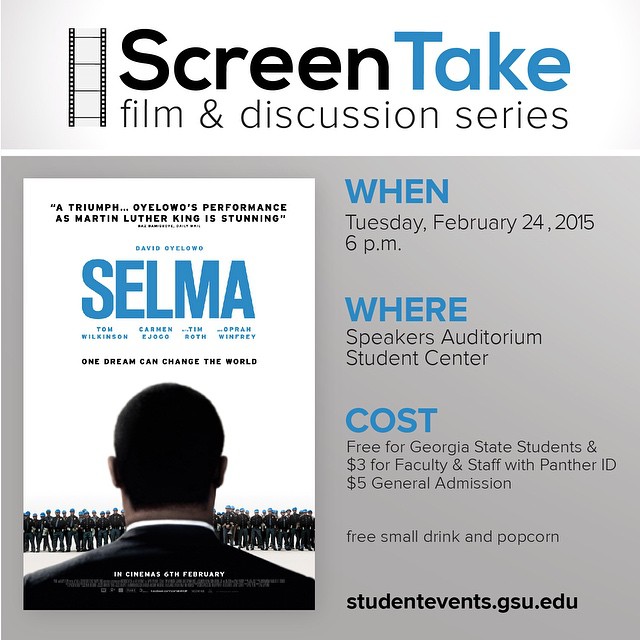 ScreenTake
film & discussion series
"A TRIUMPH... OYELOWO'S PERFORMANCE
AS MARTIN LUTHER KING IS STUNNING"
DAVID OYELOWO
SELMA
TOM WILKINSON CARMEN EJOGO TIM ROTH OPRAH WINFREY
ONE DREAM CAN CHANGE THE WORLD
IN CINEMAS 6TH FEBRUARY
WHEN
Tuesday, February 24, 2015
6 p.m.
WHERE
Speakers Auditorium
Student Center
COST
Free for Georgia State Students &
$3 for Faculty & Staff with Panther ID
$5 General Admission
free small drink and popcorn
studentevents.gsu.edu